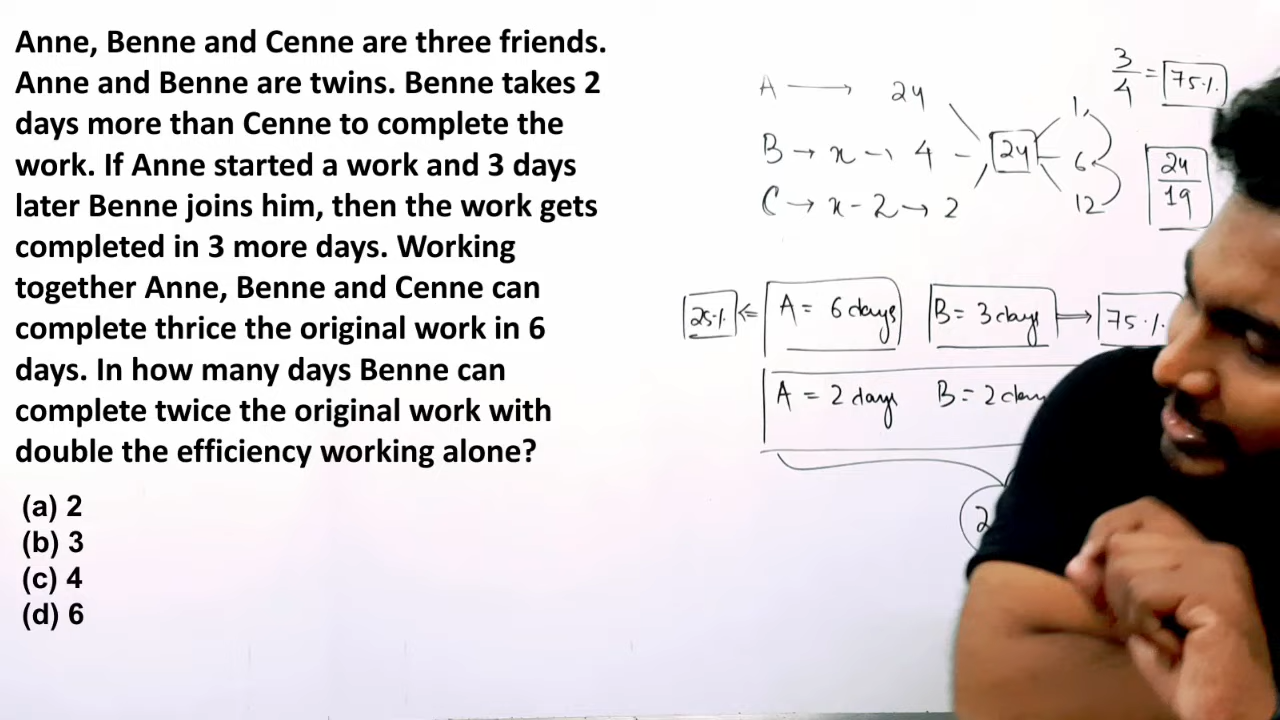 Anne, Benne and Cenne are three friends.
Anne and Benne are twins. Benne takes 2
days more than Cenne to complete the
work. If Anne started a work and 3 days
later Benne joins him, then the work gets
completed in 3 more days. Working
together Anne, Benne and Cenne can
complete thrice the original work in 6
days. In how many days Benne can
complete twice the original work with
double the efficiency working alone?
(a) 2
(b) 3
(c) 4
(d) 6
3/4 = 75%
A → 24
1
B → x → 4 24 6
24/19
C → x - 2 → 2 12
25% ⇐ A = 6 days B = 3 days ⇒ 75%
A = 2 days B = 2
2